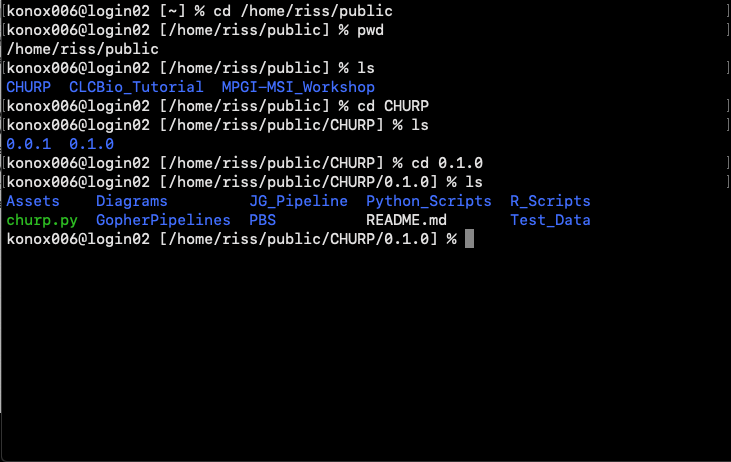 konox006@login02 [~] % cd /home/riss/public
konox006@login02 [/home/riss/public] % pwd
/home/riss/public
konox006@login02 [/home/riss/public] % ls
CHURP  CLCBio_Tutorial  MPGI-MSI_Workshop
konox006@login02 [/home/riss/public] % cd CHURP
konox006@login02 [/home/riss/public/CHURP] % ls
0.0.1  0.1.0
konox006@login02 [/home/riss/public/CHURP] % cd 0.1.0
konox006@login02 [/home/riss/public/CHURP/0.1.0] % ls
Assets    Diagrams         JG_Pipeline  Python_Scripts  R_Scripts
churp.py  GopherPipelines  PBS          README.md       Test_Data
konox006@login02 [/home/riss/public/CHURP/0.1.0] %